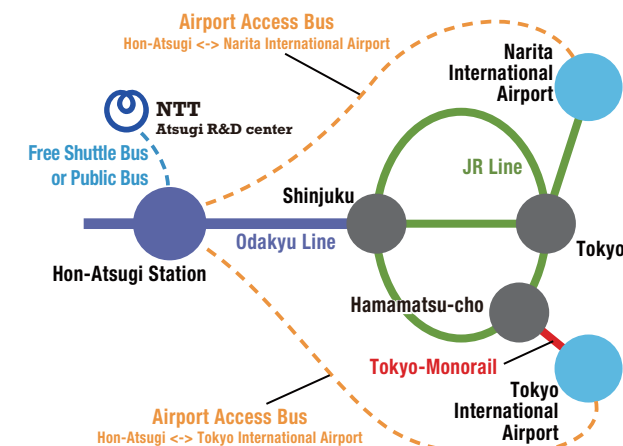 Airport Access Bus
Hon-Atsugi <-> Narita International Airport
Narita
International
Airport
NTT
Atsugi R&D center
Free Shuttle Bus
or Public Bus
JR Line
Shinjuku
Odakyu Line
Tokyo
Hon-Atsugi Station
Hamamatsu-cho
Tokyo-Monorail
Tokyo
International
Airport
Airport Access Bus
Hon-Atsugi <-> Tokyo International Airport